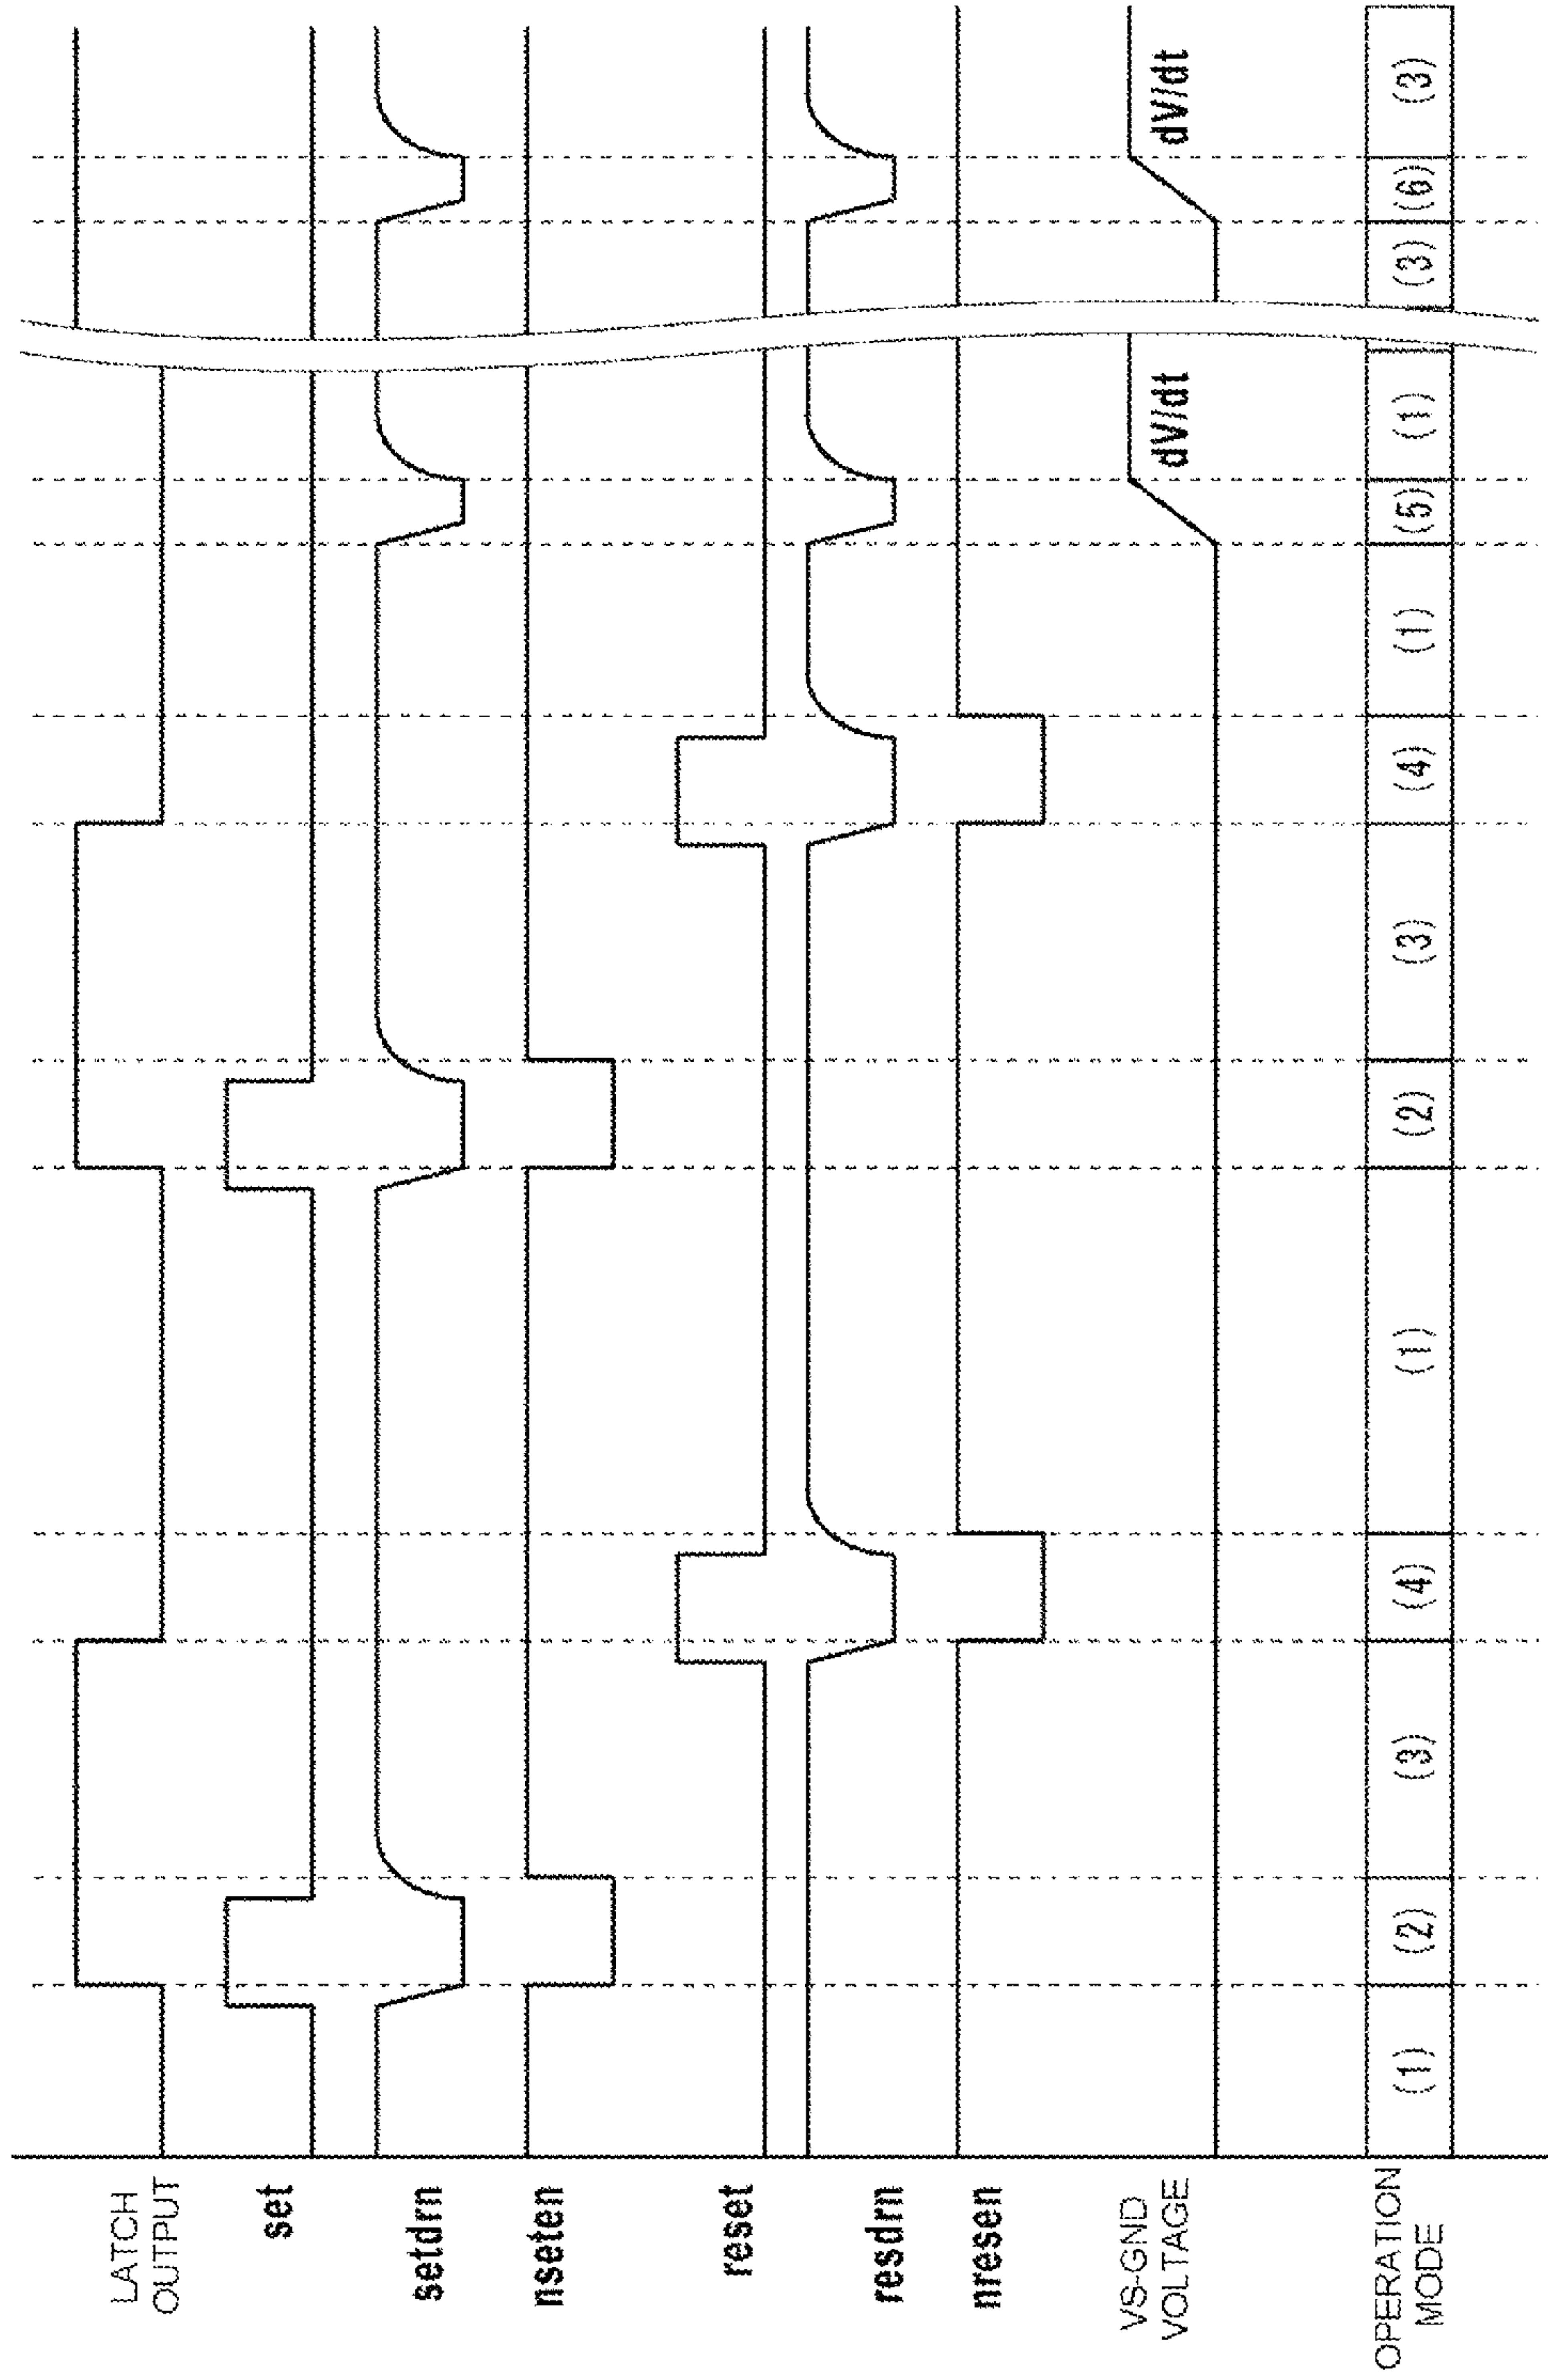 LATCH
OUTPUT
set
setdrn
nseten
reset
resdrn
nresen
VS-GND
VOLTAGE
dV/dt
dV/dt
OPERATION
MODE
(1)
(2)
(3)
(4)
(1)
(2)
(3)
(4)
(1)
(5)
(1)
(3)
(6)
(3)